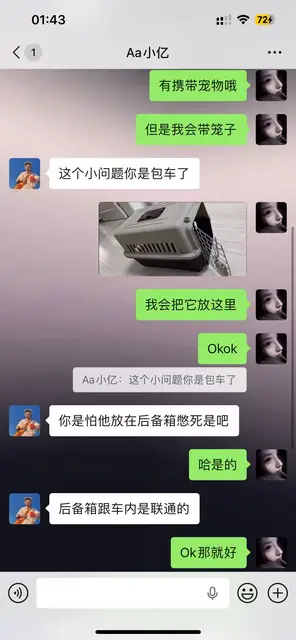 01:43
72
1
Aa小亿
有携带宠物哦
但是我会带笼子
这个小问题你是包车了
我会把它放这里
Okok
Aa小亿：这个小问题你是包车了
你是怕他放在后备箱憋死是吧
哈是的
后备箱跟车内是联通的
Ok那就好